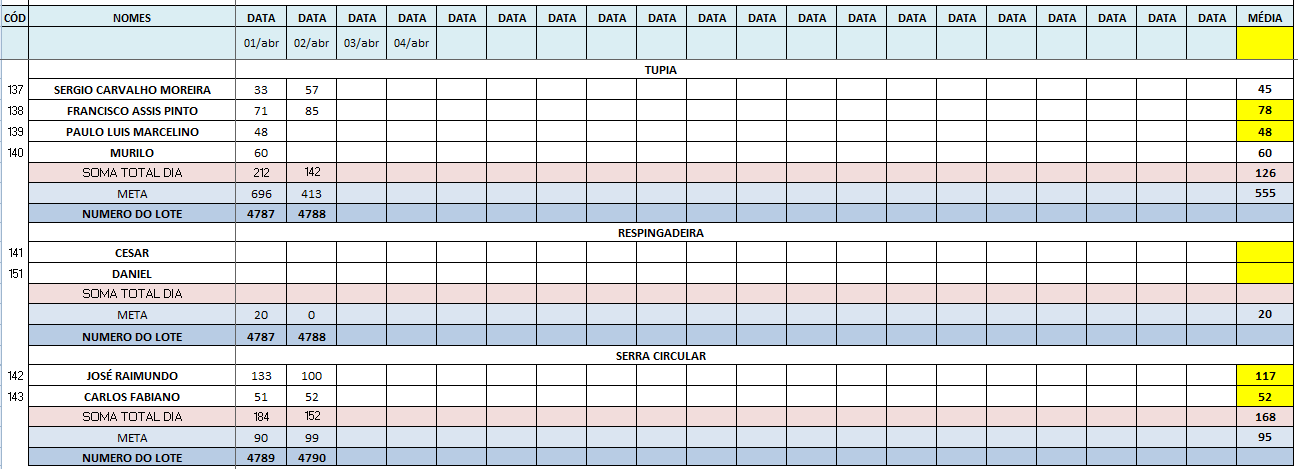 CÓD NOMES DATA DATA DATA DATA DATA DATA DATA DATA DATA DATA DATA DATA DATA DATA DATA DATA DATA DATA DATA DATA MÉDIA
01/abr 02/abr 03/abr 04/abr
TUPIA
137 SERGIO CARVALHO MOREIRA 33 57 45
138 FRANCISCO ASSIS PINTO 71 85 78
139 PAULO LUIS MARCELINO 48 48
140 MURILO 60 60
SOMA TOTAL DIA 212 142 126
META 696 413 555
NUMERO DO LOTE 4787 4788
RESPINGADEIRA
141 CESAR
151 DANIEL
SOMA TOTAL DIA
META 20 0 20
NUMERO DO LOTE 4787 4788
SERRA CIRCULAR
142 JOSÉ RAIMUNDO 133 100 117
143 CARLOS FABIANO 51 52 52
SOMA TOTAL DIA 184 152 168
META 90 99 95
NUMERO DO LOTE 4789 4790